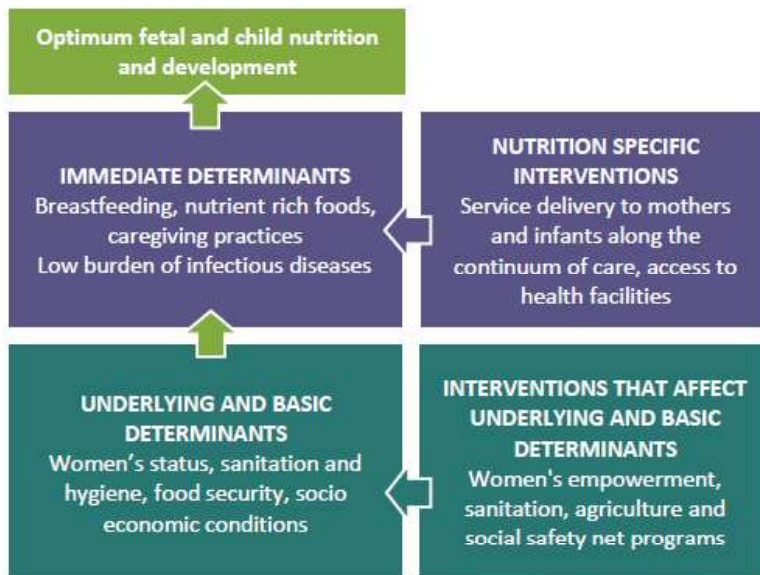 Optimum fetal and child nutrition
and development
IMMEDIATE DETERMINANTS
Breastfeeding, nutrient rich foods,
caregiving practices
Low burden of infectious diseases
NUTRITION SPECIFIC
INTERVENTIONS
Service delivery to mothers
and infants along the
continuum of care, access to
health facilities
UNDERLYING AND BASIC
DETERMINANTS
Women's status, sanitation and
hygiene, food security, socio
economic conditions
INTERVENTIONS THAT AFFECT
UNDERLYING AND BASIC
DETERMINANTS
Women's empowerment,
sanitation, agriculture and
social safety net programs